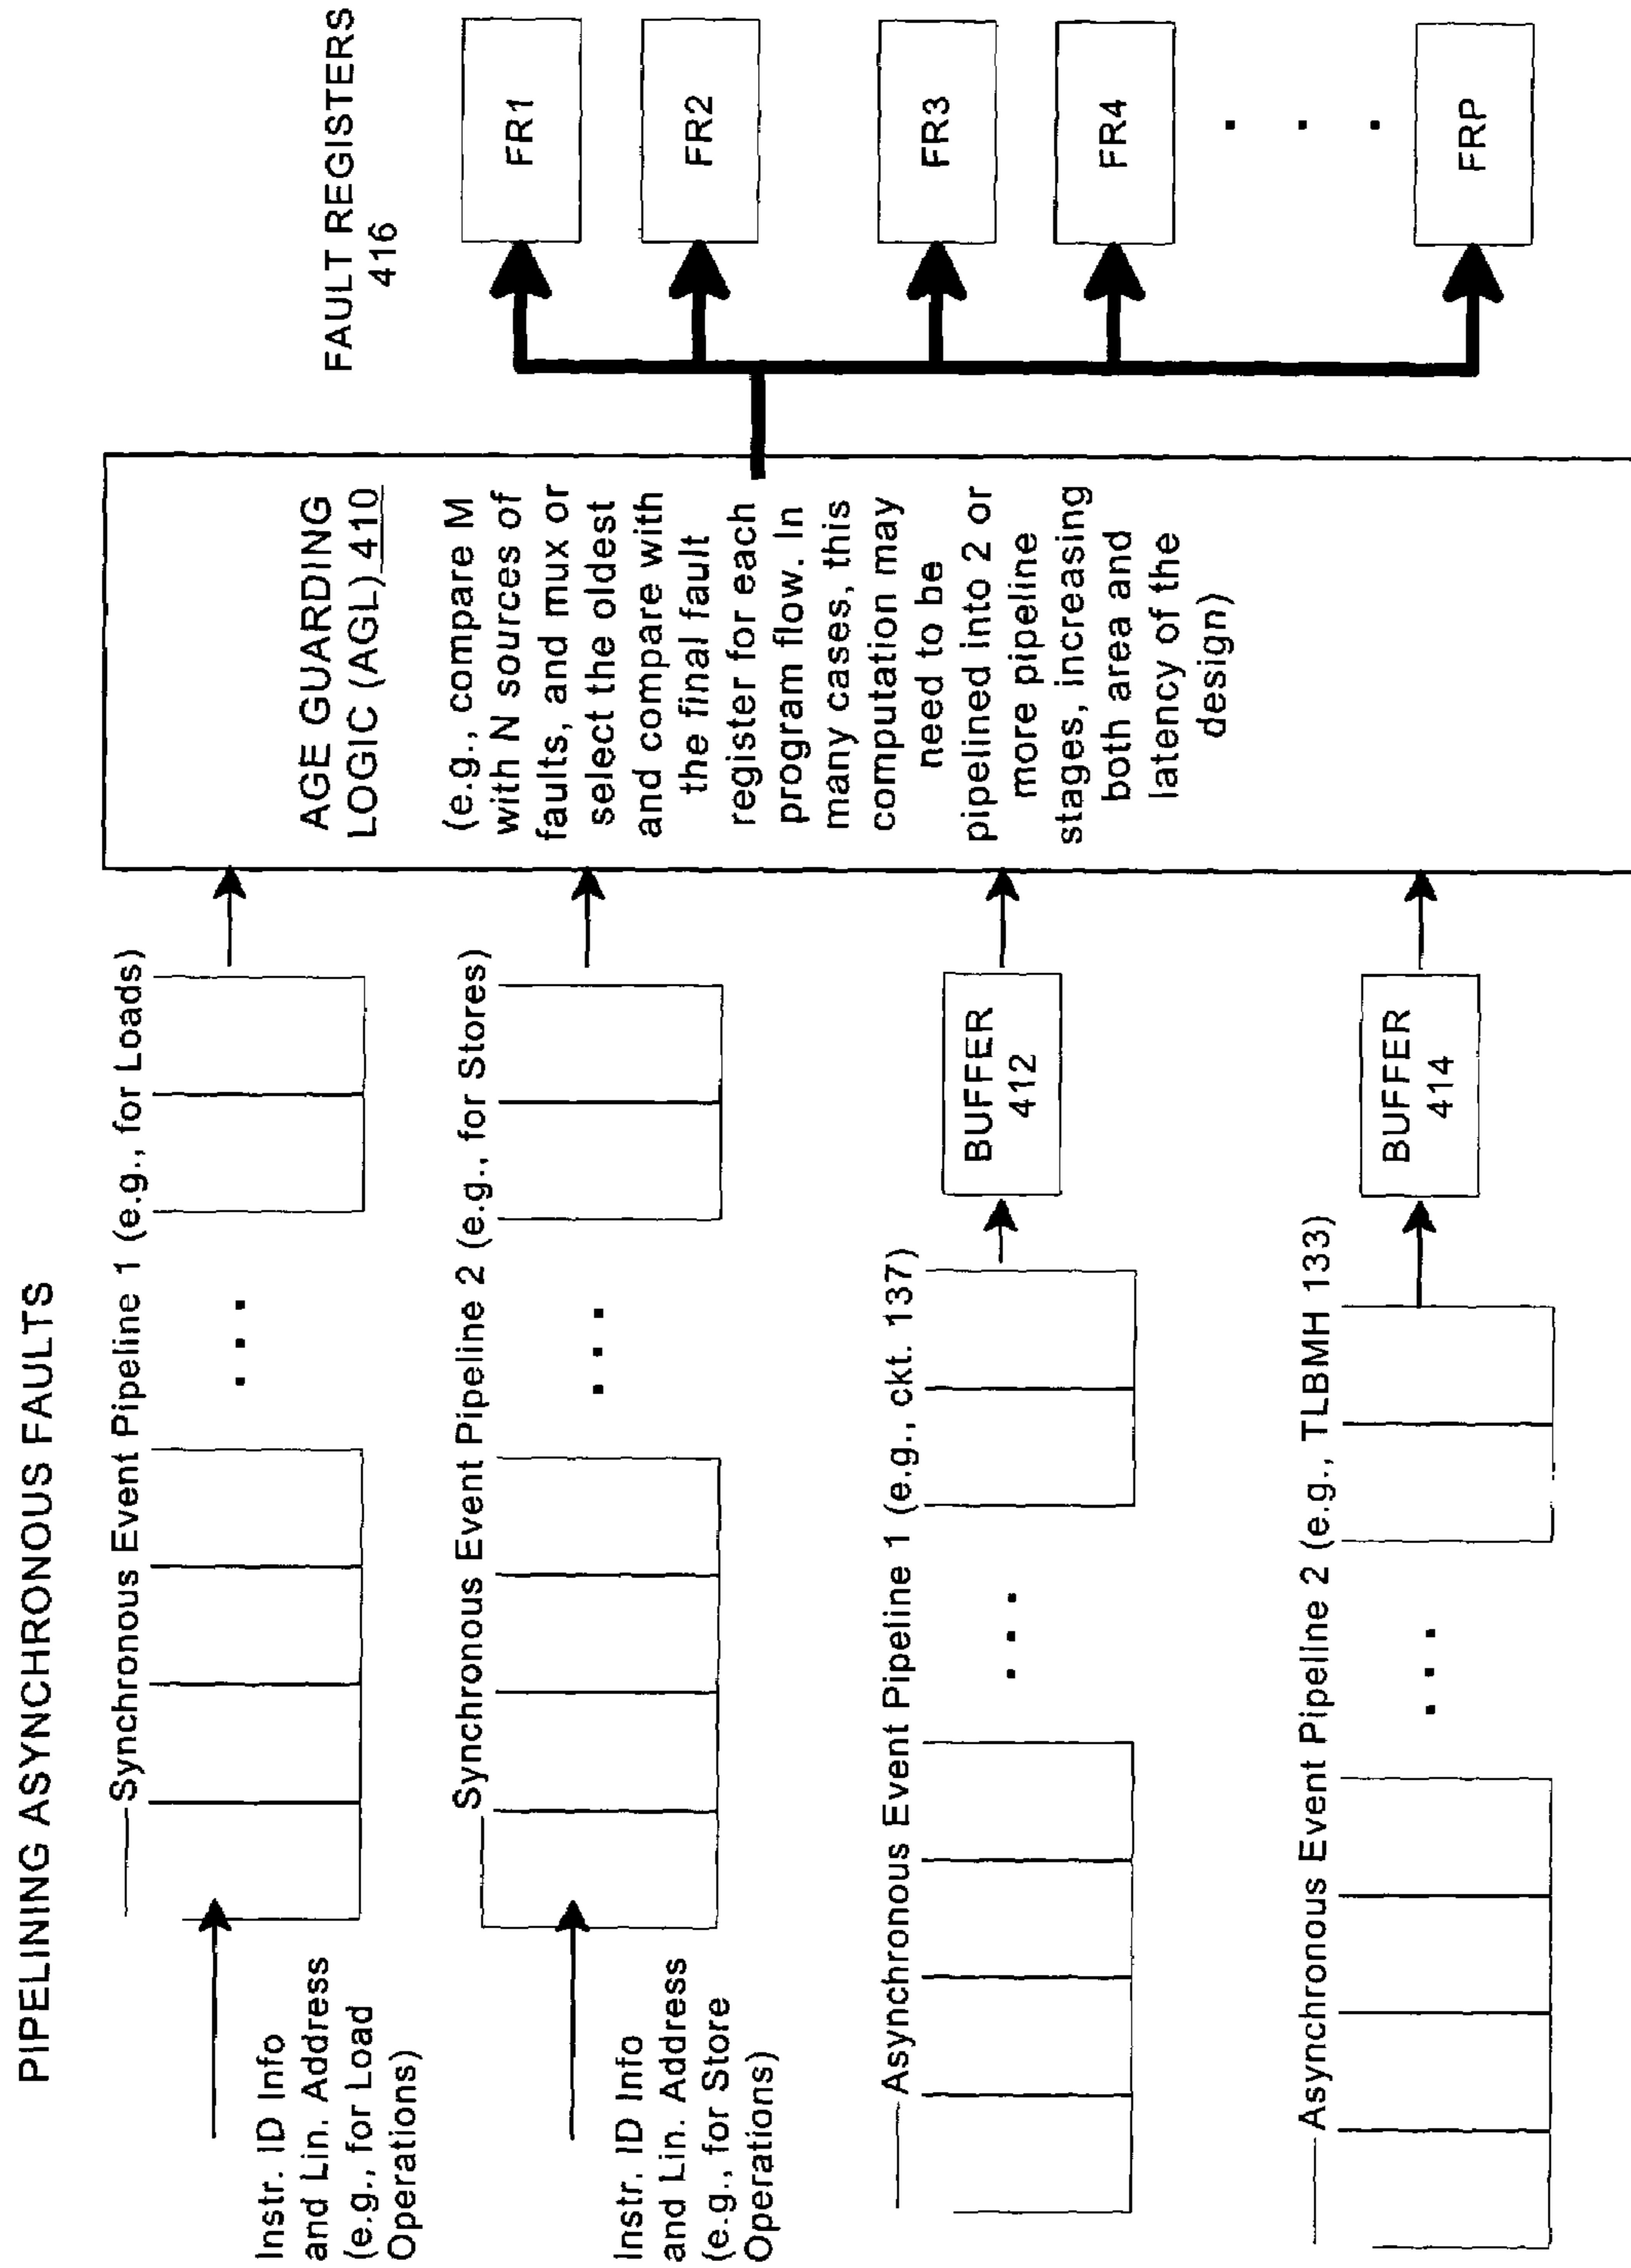 PIPELINING ASYNCHRONOUS FAULTS
Instr. ID Info
and Lin. Address
(e.g., for Load
Operations)
Synchronous Event Pipeline 1 (e.g., for Loads)
. . .
Instr. ID Info
and Lin. Address
(e.g., for Store
Operations)
Synchronous Event Pipeline 2 (e.g., for Stores)
. . .
Asynchronous Event Pipeline 1 (e.g., ckt. 137)
. . .
BUFFER
412
Asynchronous Event Pipeline 2 (e.g., TLBMH 133)
. . .
BUFFER
414
AGE GUARDING
LOGIC (AGL) 410
(e.g., compare M
with N sources of
faults, and mux or
select the oldest
and compare with
the final fault
register for each
program flow. In
many cases, this
computation may
need to be
pipelined into 2 or
more pipeline
stages, increasing
both area and
latency of the
design)
FAULT REGISTERS
416
FR1
FR2
FR3
FR4
. . .
FRP